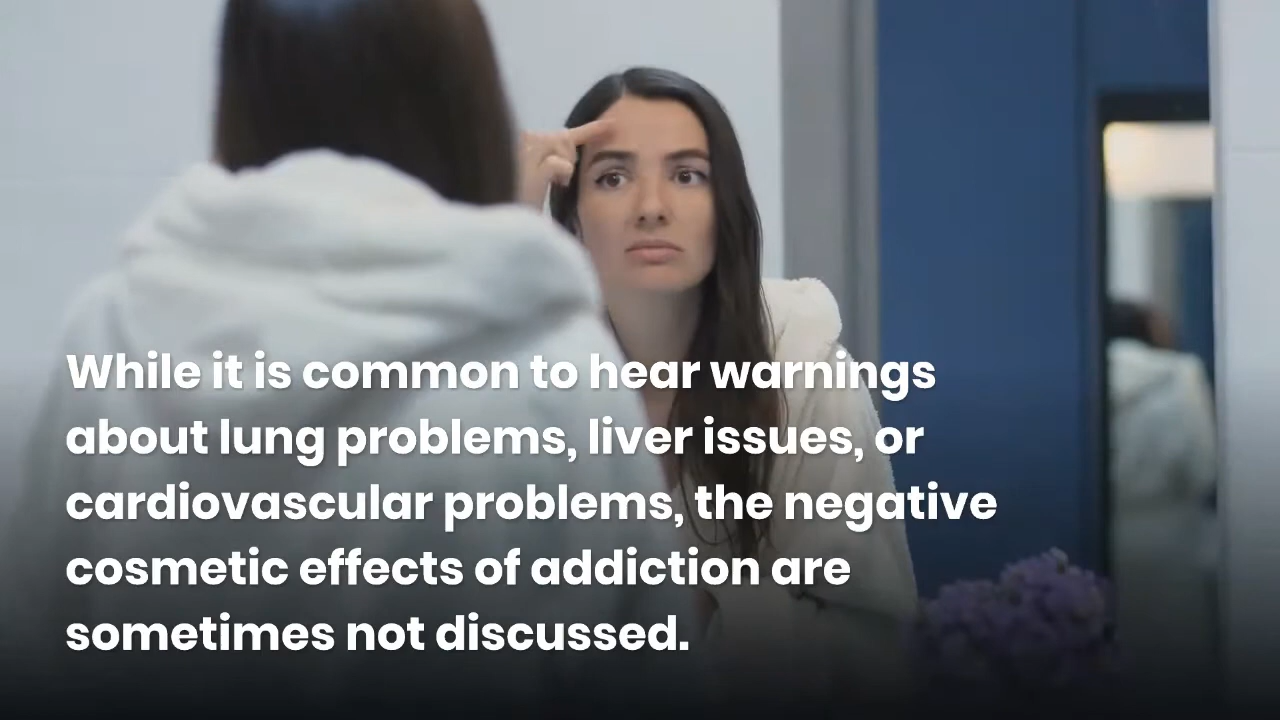 While it is common to hear warnings
about lung problems, liver issues, or
cardiovascular problems, the negative
cosmetic effects of addiction are
sometimes not discussed.